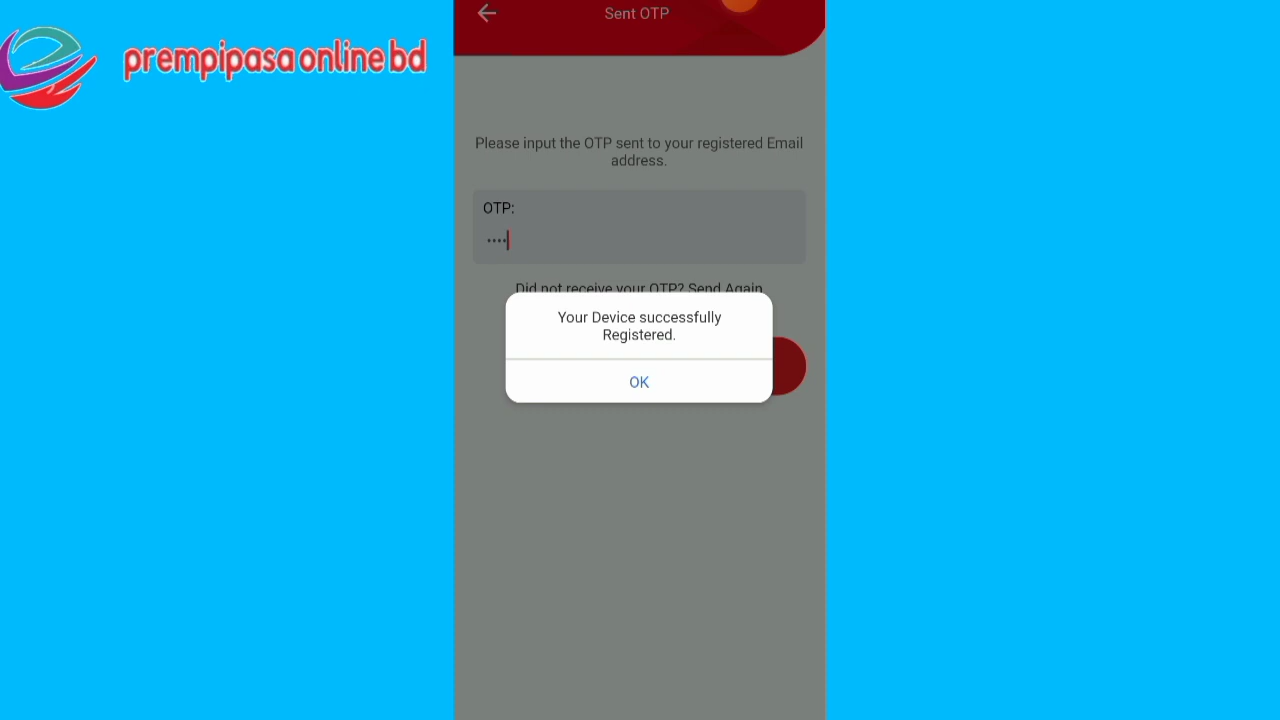 prempipasa online bd
Sent OTP
Please input the OTP sent to your registered Email
address.
OTP:
••••
Did not receive your OTP? Send Again
Your Device successfully
Registered.
OK